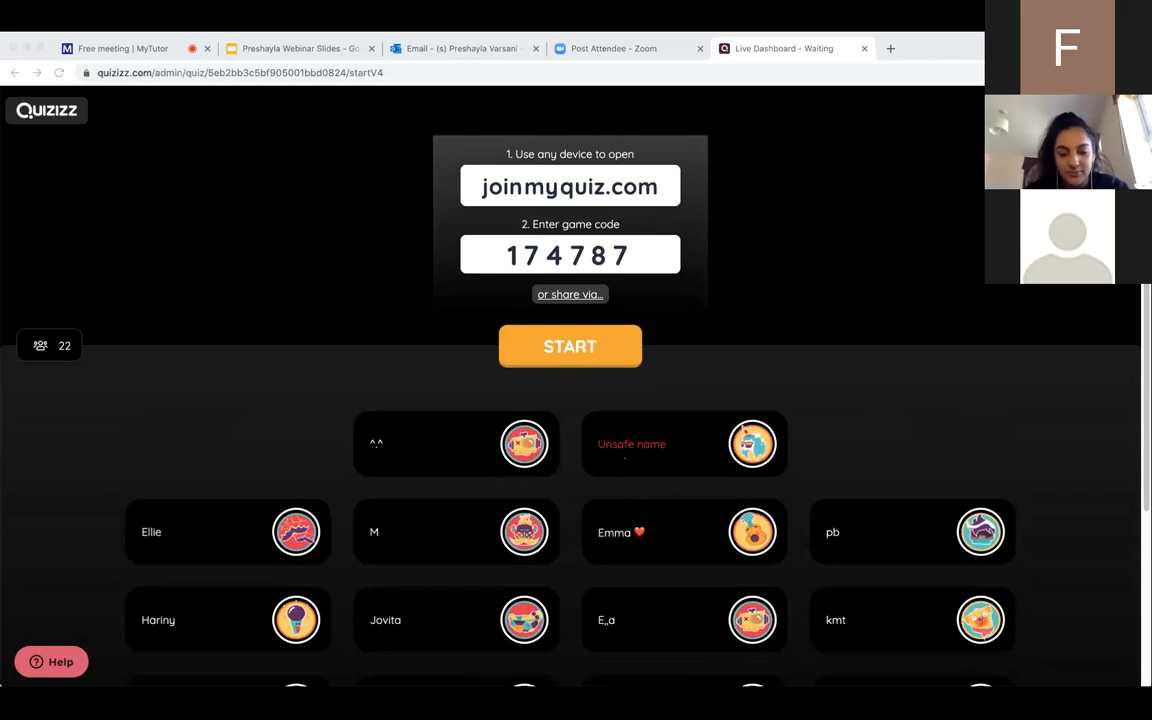 Free meeting | MyTutor
Preshayla Webinar Slides - Go
Email - (s) Preshayla Varsani -
Post Attendee - Zoom
Live Dashboard - Waiting
quizizz.com/admin/quiz/5eb2bb3c5bf905001bbd0824/startV4
F
QUIZIZZ
1. Use any device to open
joinmyquiz.com
2. Enter game code
174787
or share via...
22
START
^.^
Unsafe name
Ellie
M
Emma ❤️
pb
Hariny
Jovita
E,,a
kmt
Help